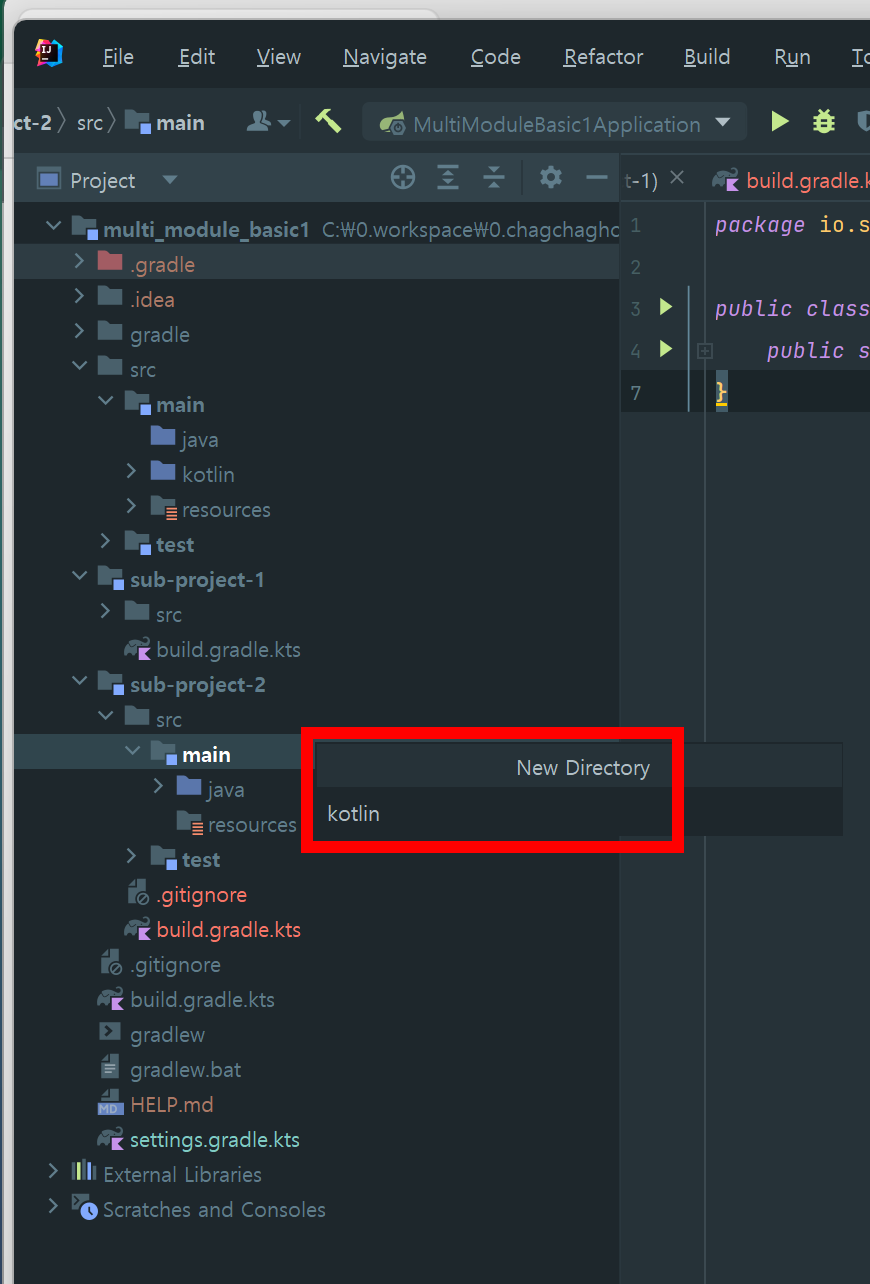 File Edit View Navigate Code Refactor Build Run
ct-2 〉 src 〉 main MultiModuleBasic1Application
Project t-1) build.gradle.k
multi_module_basic1 C:₩0.workspace₩0.chagchagho
.gradle
.idea
gradle
src
main
java
kotlin
resources
test
sub-project-1
src
build.gradle.kts
sub-project-2
src
main
java
resources
test
.gitignore
build.gradle.kts
.gitignore
build.gradle.kts
gradlew
gradlew.bat
HELP.md
settings.gradle.kts
External Libraries
Scratches and Consoles
New Directory
kotlin
1 package io.s
2
3 public class
4 public s
7 }